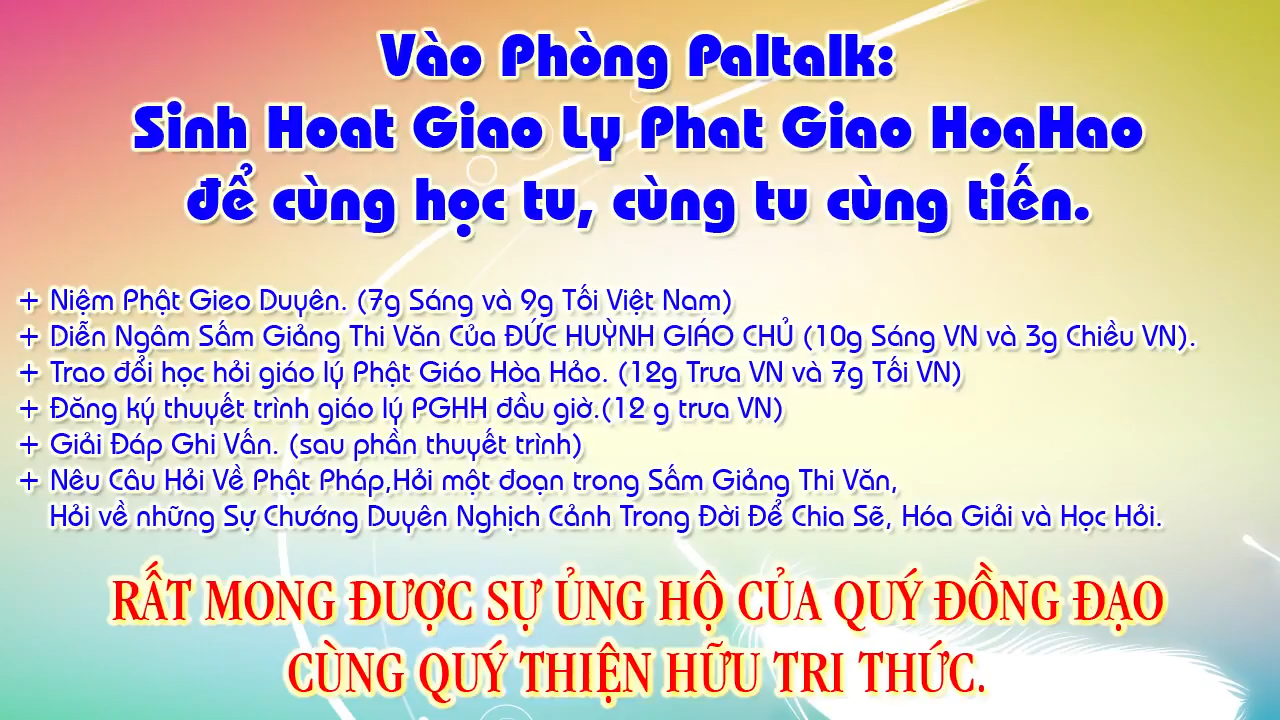 Vào Phòng Paltalk:
Sinh Hoat Giao Ly Phat Giao HoaHao
để cùng học tu, cùng tu cùng tiến.
+ Niệm Phật Gieo Duyên. (7g Sáng và 9g Tối Việt Nam)
+ Diễn Ngâm Sấm Giảng Thi Văn Của ĐỨC HUỲNH GIÁO CHỦ (10g Sáng VN và 3g Chiều VN).
+ Trao đổi học hỏi giáo lý Phật Giáo Hòa Hảo. (12g Trưa VN và 7g Tối VN)
+ Đăng ký thuyết trình giáo lý PGHH đầu giờ.(12 g trưa VN)
+ Giải Đáp Ghi Vấn. (sau phần thuyết trình)
+ Nêu Câu Hỏi Về Phật Pháp,Hỏi một đoạn trong Sấm Giảng Thi Văn,
Hỏi về những Sự Chướng Duyên Nghịch Cảnh Trong Đời Để Chia Sẽ, Hóa Giải và Học Hỏi.
RẤT MONG ĐƯỢC SỰ ỦNG HỘ CỦA QUÝ ĐỒNG ĐẠO
CÙNG QUÝ THIỆN HỮU TRI THỨC.